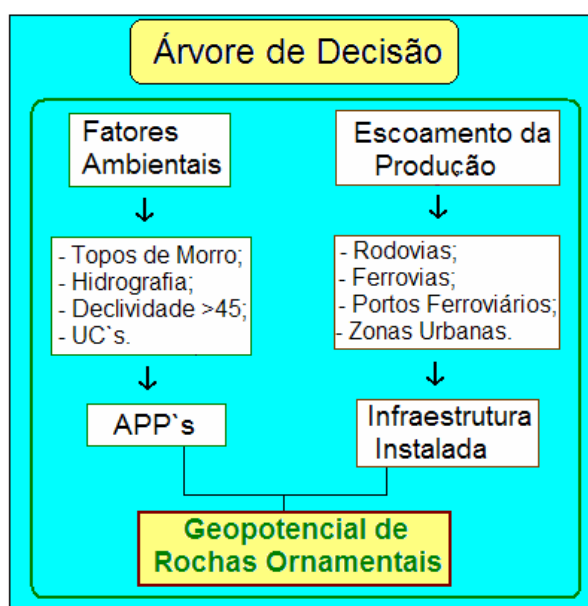 Árvore de Decisão
Fatores
Ambientais
- Topos de Morro;
- Hidrografia;
- Declividade >45;
- UC`s.
APP`s
Escoamento da
Produção
- Rodovias;
- Ferrovias;
- Portos Ferroviários;
- Zonas Urbanas.
Infraestrutura
Instalada
Geopotencial de
Rochas Ornamentais